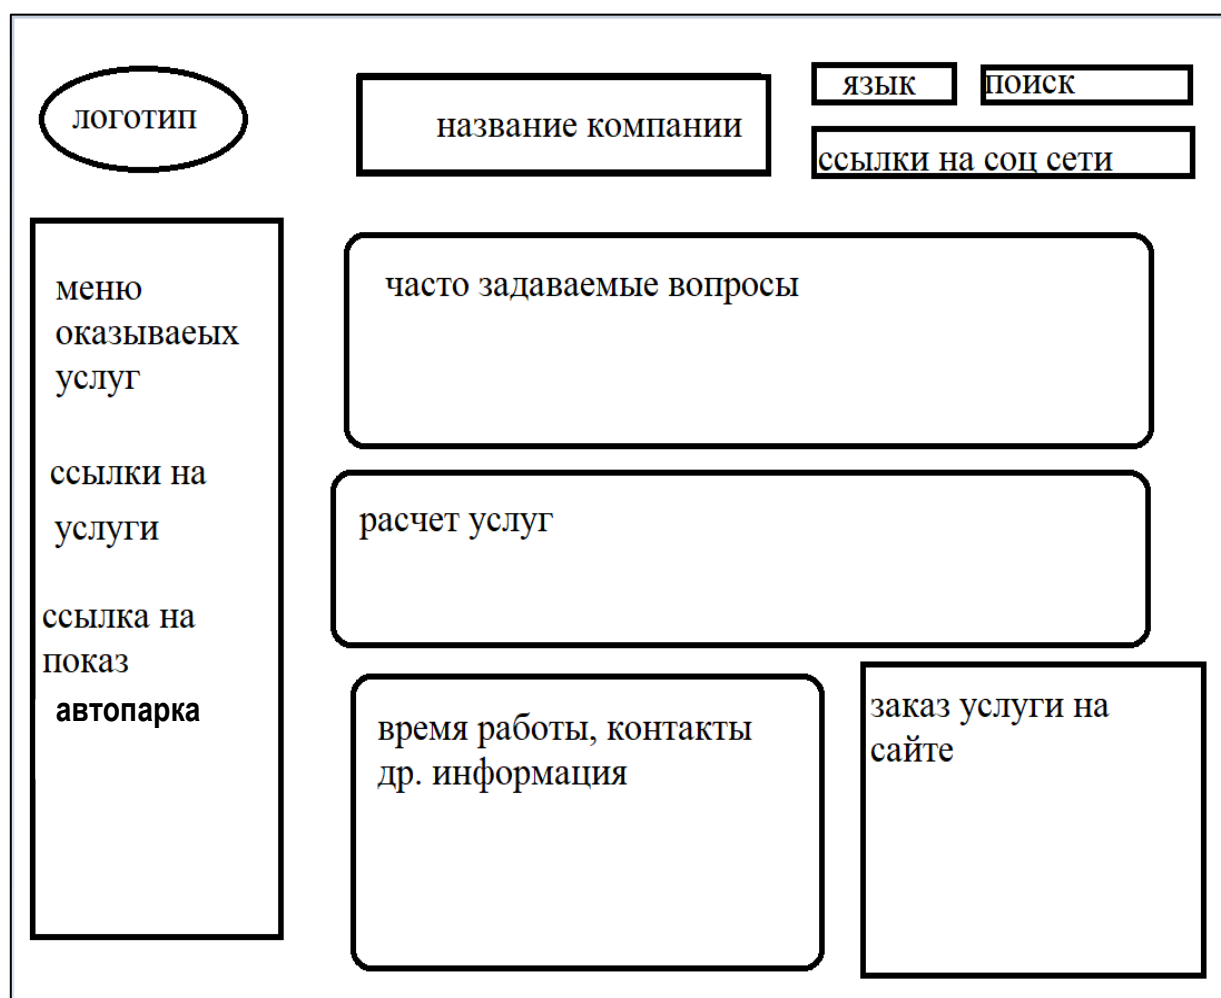 логотип
название компании
язык
поиск
ссылки на соц сети
меню
оказываеых
услуг
ссылки на
услуги
ссылка на
показ
автопарка
часто задаваемые вопросы
расчет услуг
время работы, контакты
др. информация
заказ услуги на
сайте